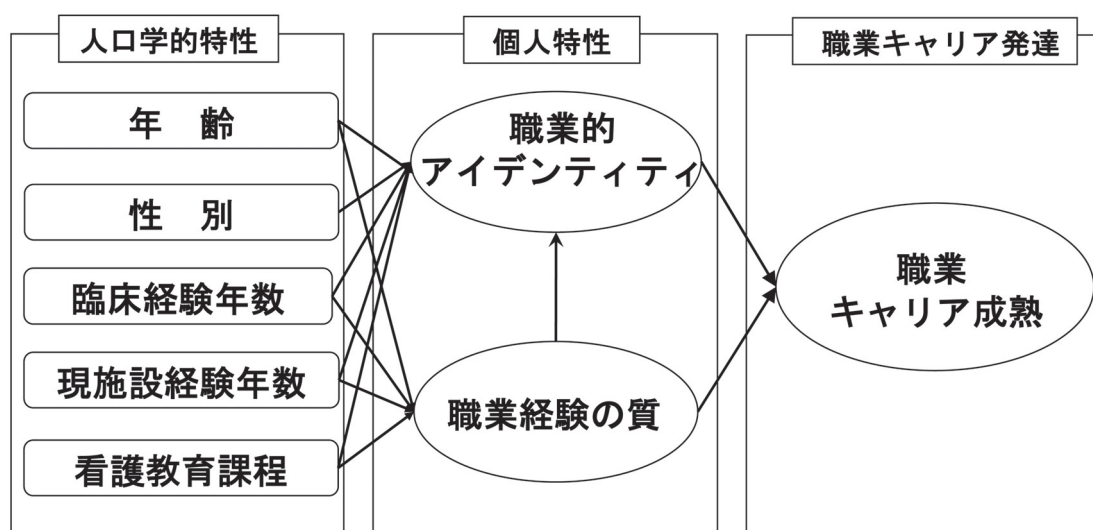 人口学的特性
年　齢
性　別
臨床経験年数
現施設経験年数
看護教育課程
個人特性
職業的
アイデンティティ
職業経験の質
職業キャリア発達
職業
キャリア成熟